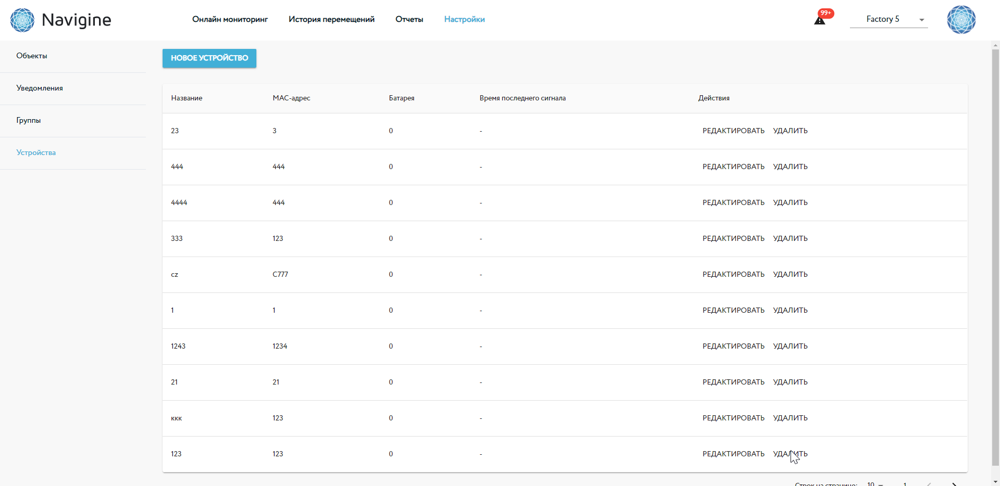 Navigine
Онлайн мониторинг История перемещений Отчеты Настройки 99+ Factory 5
Объекты
Уведомления
Группы
Устройства
НОВОЕ УСТРОЙСТВО
Название MAC-адрес Батарея Время последнего сигнала Действия
23 3 0 - РЕДАКТИРОВАТЬ УДАЛИТЬ
444 444 0 - РЕДАКТИРОВАТЬ УДАЛИТЬ
4444 444 0 - РЕДАКТИРОВАТЬ УДАЛИТЬ
333 123 0 - РЕДАКТИРОВАТЬ УДАЛИТЬ
cz C777 0 - РЕДАКТИРОВАТЬ УДАЛИТЬ
1 1 0 - РЕДАКТИРОВАТЬ УДАЛИТЬ
1243 1234 0 - РЕДАКТИРОВАТЬ УДАЛИТЬ
21 21 0 - РЕДАКТИРОВАТЬ УДАЛИТЬ
ккк 123 0 - РЕДАКТИРОВАТЬ УДАЛИТЬ
123 123 0 - РЕДАКТИРОВАТЬ УДАЛИТЬ
Строк на странице: 10 1